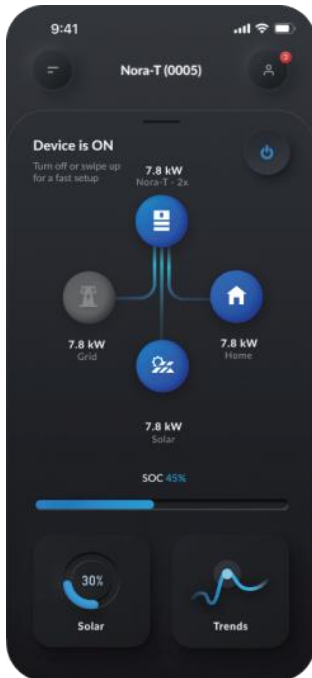 9:41
Nora-T (0005)
Device is ON
Turn off or swipe up
for a fast setup
7.8 kW
Nora-T - 2x
7.8 kW
Grid
7.8 kW
Home
7.8 kW
Solar
SOC 45%
30%
Solar
Trends